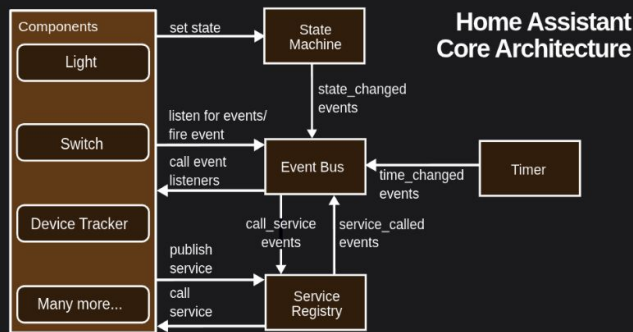 Home Assistant
Core Architecture
Components
Light
Switch
Device Tracker
Many more...
set state
State
Machine
state_changed
events
listen for events/
fire event
call event
listeners
Event Bus
time_changed
events
Timer
call_service
events
service_called
events
publish
service
call
service
Service
Registry